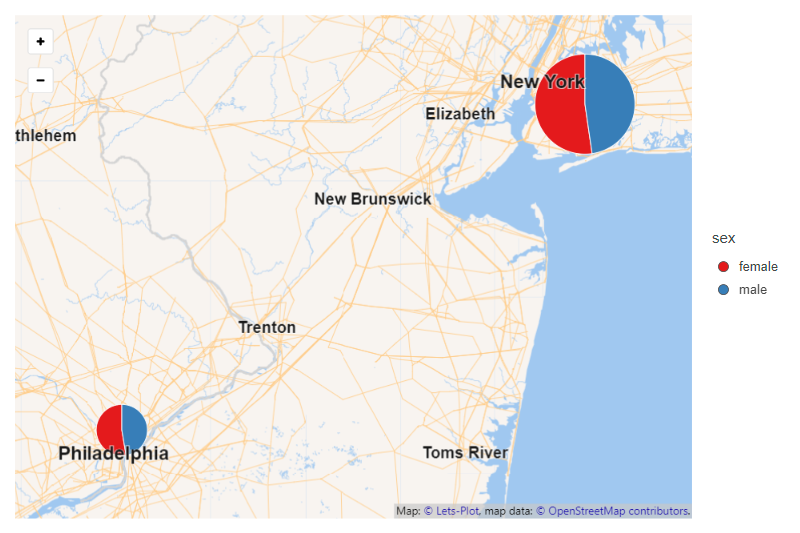 +
−
New York
Elizabeth
thlehem
New Brunswick
sex
female
male
Trenton
Philadelphia
Toms River
Map: © Lets-Plot, map data: © OpenStreetMap contributors.